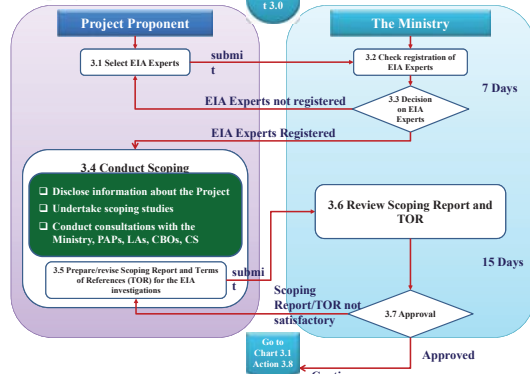 t 3.0
Project Proponent
The Ministry
3.1 Select EIA Experts
submi
t
3.2 Check registration of
EIA Experts
7 Days
3.3 Decision
on EIA
Experts
EIA Experts not registered
EIA Experts Registered
3.4 Conduct Scoping
❑ Disclose information about the Project
❑ Undertake scoping studies
❑ Conduct consultations with the
Ministry, PAPs, LAs, CBOs, CS
3.5 Prepare/revise Scoping Report and Terms
of References (TOR) for the EIA
investigations
submi
t
3.6 Review Scoping Report and
TOR
15 Days
Scoping
Report/TOR not
satisfactory
3.7 Approval
Go to
Chart 3.1
Action 3.8
Approved